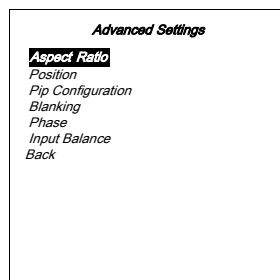 Advanced Settings
Aspect Ratio
Position
Pip Configuration
Blanking
Phase
Input Balance
Back